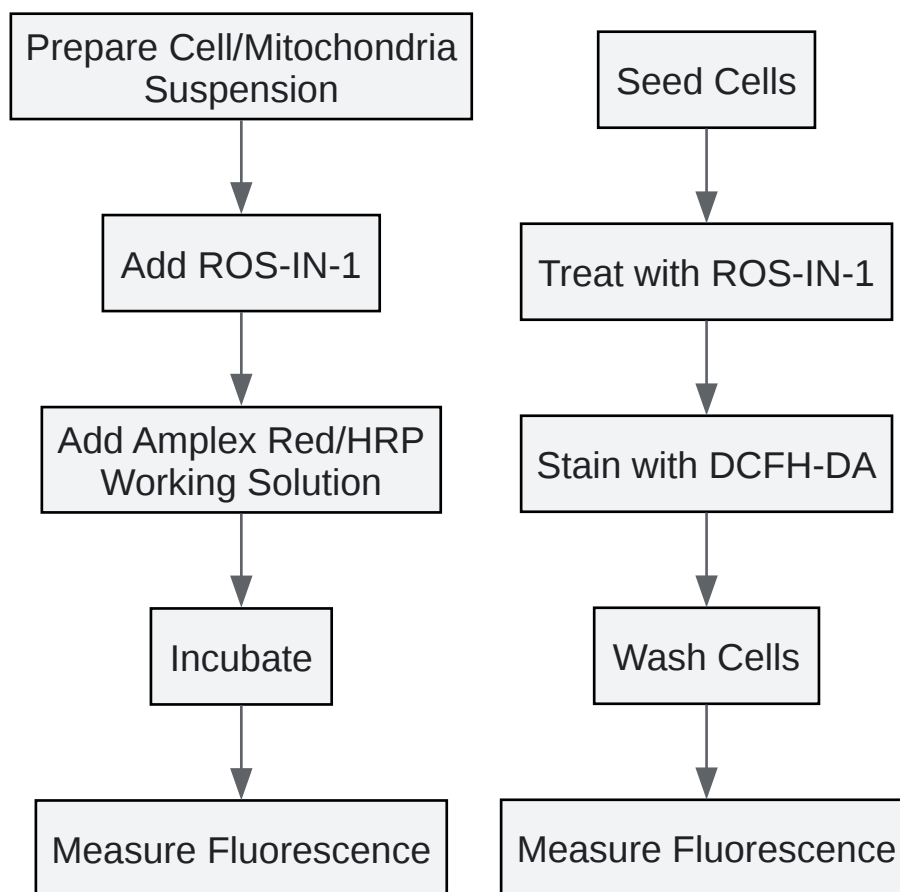 Prepare Cell/Mitochondria
Suspension
Add ROS-IN-1
Add Amplex Red/HRP
Working Solution
Incubate
Measure Fluorescence
Seed Cells
Treat with ROS-IN-1
Stain with DCFH-DA
Wash Cells
Measure Fluorescence